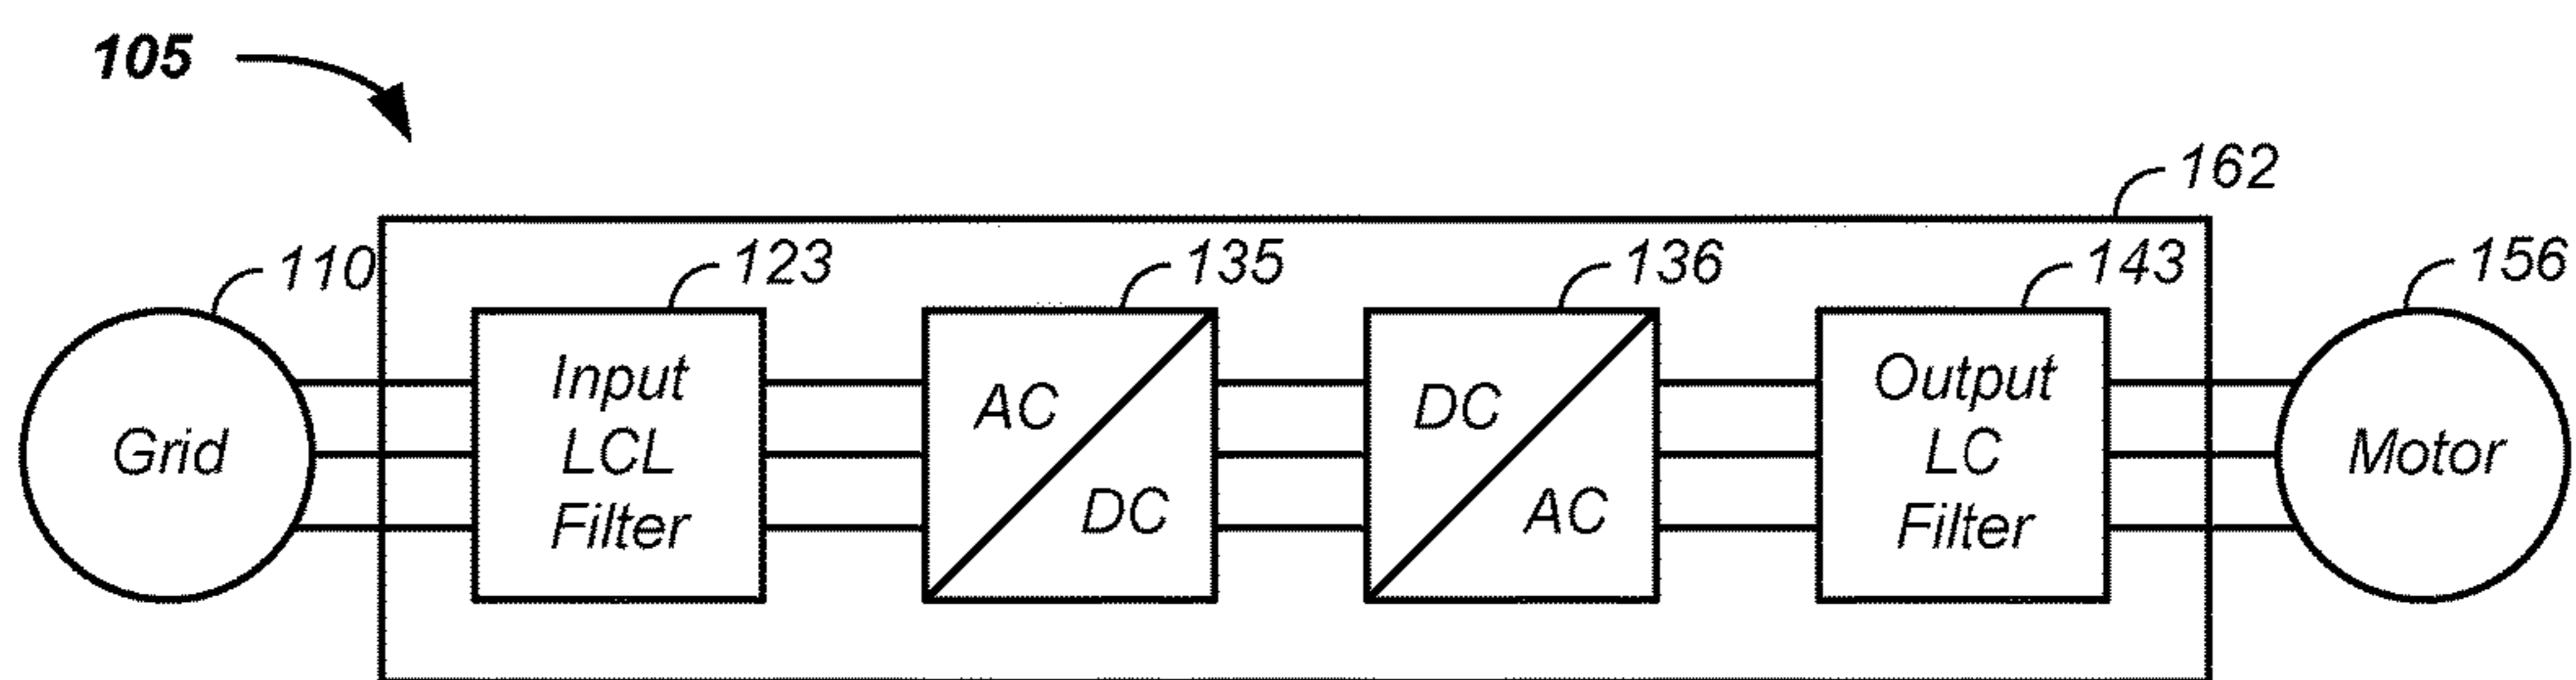 105
162
110
123
135
136
143
156
Grid
Input
LCL
Filter
AC
DC
DC
AC
Output
LC
Filter
Motor